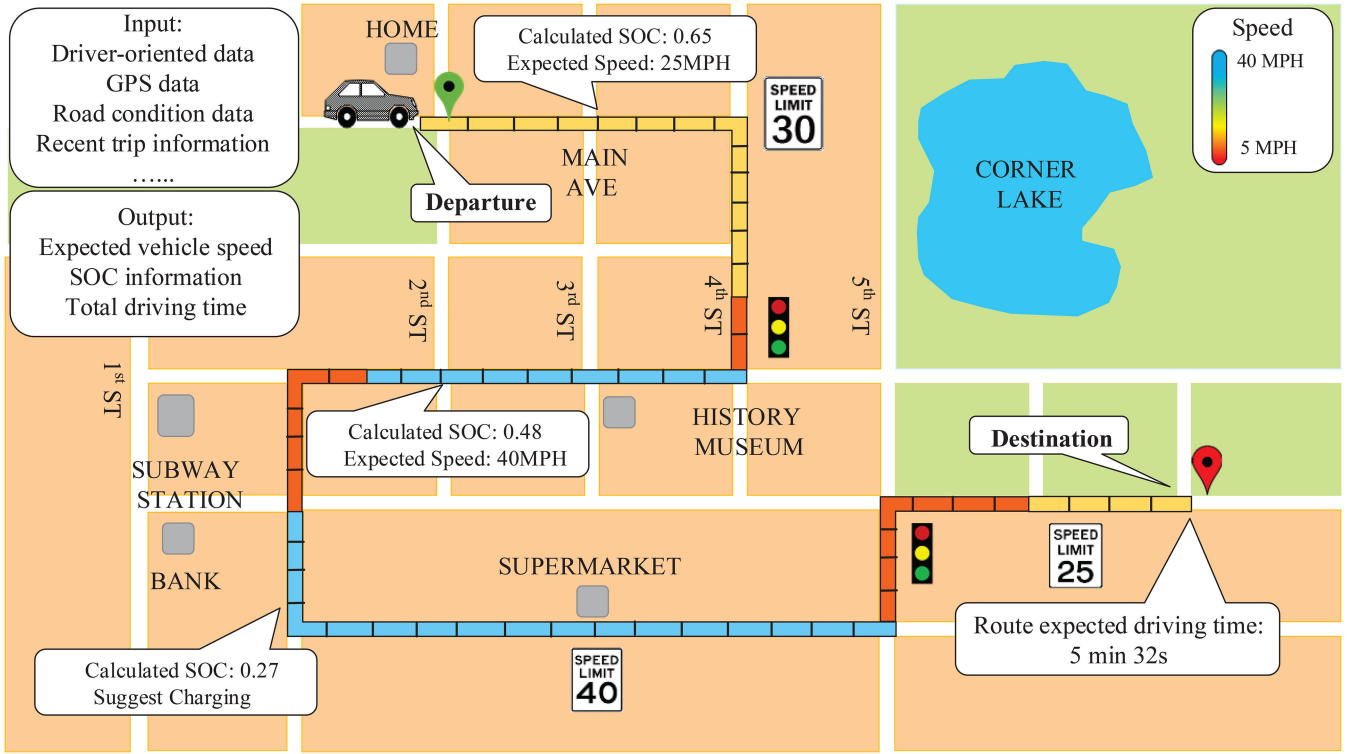 Input:
Driver-oriented data
GPS data
Road condition data
Recent trip information
…...
Output:
Expected vehicle speed
SOC information
Total driving time
HOME
Calculated SOC: 0.65
Expected Speed: 25MPH
SPEED
LIMIT
30
Speed
40 MPH
5 MPH
MAIN
AVE
Departure
CORNER
LAKE
1st ST
2nd ST
3rd ST
4th ST
5th ST
Calculated SOC: 0.48
Expected Speed: 40MPH
HISTORY
MUSEUM
Destination
SUBWAY
STATION
BANK
SUPERMARKET
SPEED
LIMIT
25
Route expected driving time:
5 min 32s
Calculated SOC: 0.27
Suggest Charging
SPEED
LIMIT
40